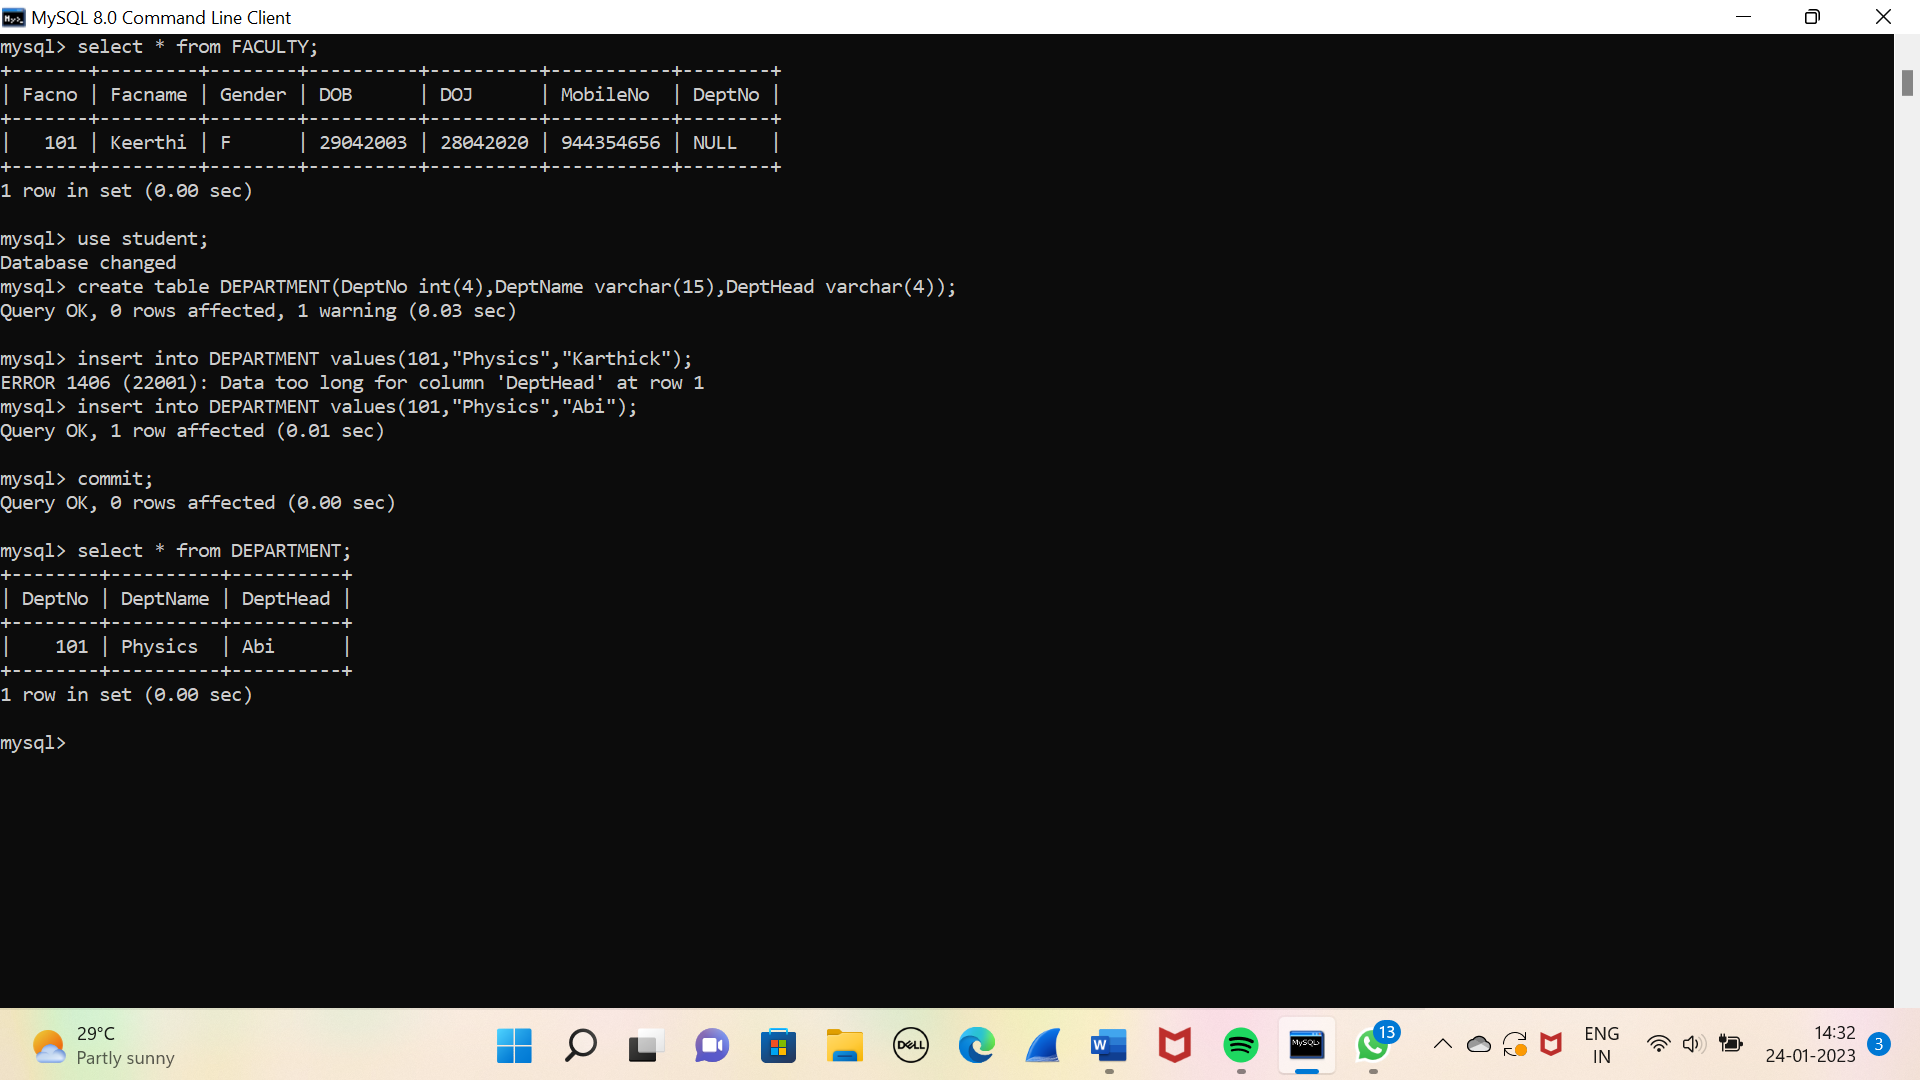 MySQL 8.0 Command Line Client
mysql> select * from FACULTY;
+-------+---------+--------+----------+----------+-----------+--------+
| Facno | Facname | Gender | DOB      | DOJ      | MobileNo  | DeptNo |
+-------+---------+--------+----------+----------+-----------+--------+
|   101 | Keerthi | F      | 29042003 | 28042020 | 944354656 | NULL   |
+-------+---------+--------+----------+----------+-----------+--------+
1 row in set (0.00 sec)
mysql> use student;
Database changed
mysql> create table DEPARTMENT(DeptNo int(4),DeptName varchar(15),DeptHead varchar(4));
Query OK, 0 rows affected, 1 warning (0.03 sec)
mysql> insert into DEPARTMENT values(101,"Physics","Karthick");
ERROR 1406 (22001): Data too long for column 'DeptHead' at row 1
mysql> insert into DEPARTMENT values(101,"Physics","Abi");
Query OK, 1 row affected (0.01 sec)
mysql> commit;
Query OK, 0 rows affected (0.00 sec)
mysql> select * from DEPARTMENT;
+--------+----------+----------+
| DeptNo | DeptName | DeptHead |
+--------+----------+----------+
|    101 | Physics  | Abi      |
+--------+----------+----------+
1 row in set (0.00 sec)
mysql>
29°C
Partly sunny
DELL
W
MySQL>
13
ENG
IN
14:32
24-01-2023
3